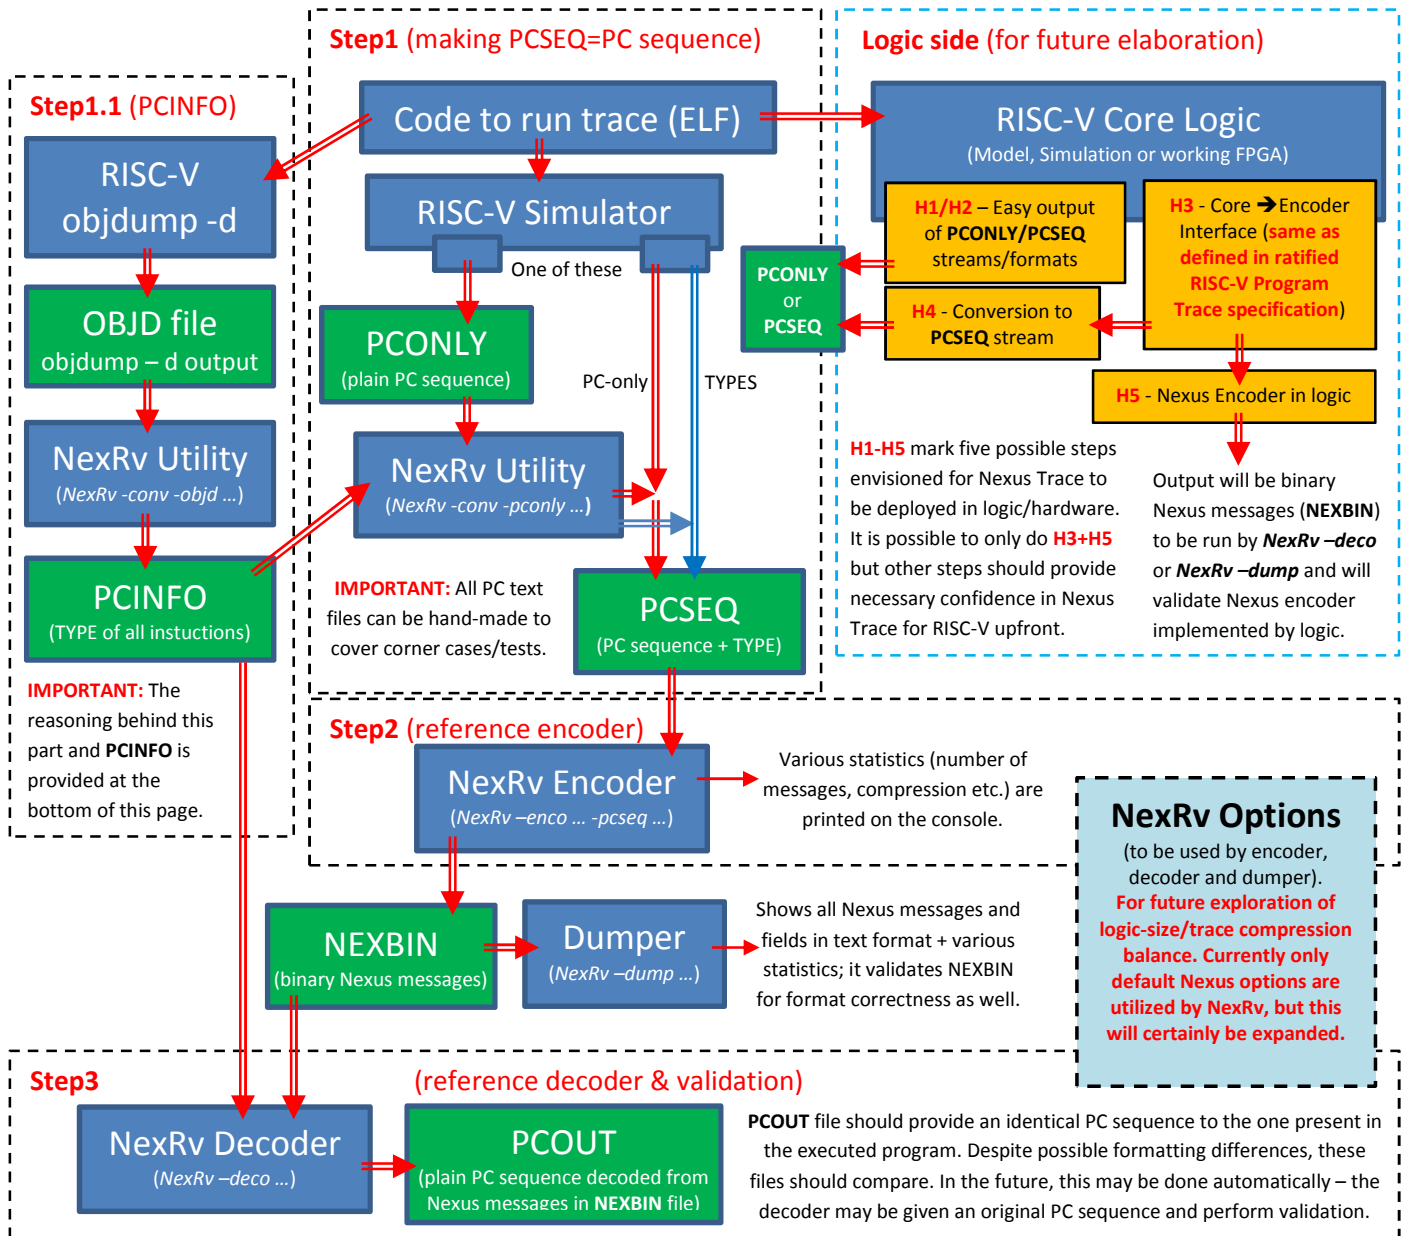 Step1 (making PCSEQ=PC sequence)
Logic side (for future elaboration)
Step1.1 (PCINFO)
Code to run trace (ELF)
RISC-V Core Logic
(Model, Simulation or working FPGA)
RISC-V
objdump -d
RISC-V Simulator
One of these
H1/H2 – Easy output
of PCONLY/PCSEQ
streams/formats
H3 - Core ➔Encoder
Interface (same as
defined in ratified
RISC-V Program
Trace specification)
PCONLY
or
PCSEQ
H4 - Conversion to
PCSEQ stream
OBJD file
objdump – d output
PCONLY
(plain PC sequence)
PC-only
TYPES
H5 - Nexus Encoder in logic
NexRv Utility
(NexRv -conv -objd ...)
NexRv Utility
(NexRv -conv -pconly ...)
H1-H5 mark five possible steps
envisioned for Nexus Trace to
be deployed in logic/hardware.
It is possible to only do H3+H5
but other steps should provide
necessary confidence in Nexus
Trace for RISC-V upfront.
Output will be binary
Nexus messages (NEXBIN)
to be run by NexRv –deco
or NexRv –dump and will
validate Nexus encoder
implemented by logic.
PCINFO
(TYPE of all instuctions)
IMPORTANT: All PC text
files can be hand-made to
cover corner cases/tests.
PCSEQ
(PC sequence + TYPE)
IMPORTANT: The
reasoning behind this
part and PCINFO is
provided at the
bottom of this page.
Step2 (reference encoder)
NexRv Encoder
(NexRv –enco ... -pcseq ...)
Various statistics (number of
messages, compression etc.) are
printed on the console.
NexRv Options
(to be used by encoder,
decoder and dumper).
For future exploration of
logic-size/trace compression
balance. Currently only
default Nexus options are
utilized by NexRv, but this
will certainly be expanded.
NEXBIN
(binary Nexus messages)
Dumper
(NexRv –dump ...)
Shows all Nexus messages and
fields in text format + various
statistics; it validates NEXBIN
for format correctness as well.
Step3
(reference decoder & validation)
NexRv Decoder
(NexRv –deco ...)
PCOUT
(plain PC sequence decoded from
Nexus messages in NEXBIN file)
PCOUT file should provide an identical PC sequence to the one present in
the executed program. Despite possible formatting differences, these
files should compare. In the future, this may be done automatically – the
decoder may be given an original PC sequence and perform validation.